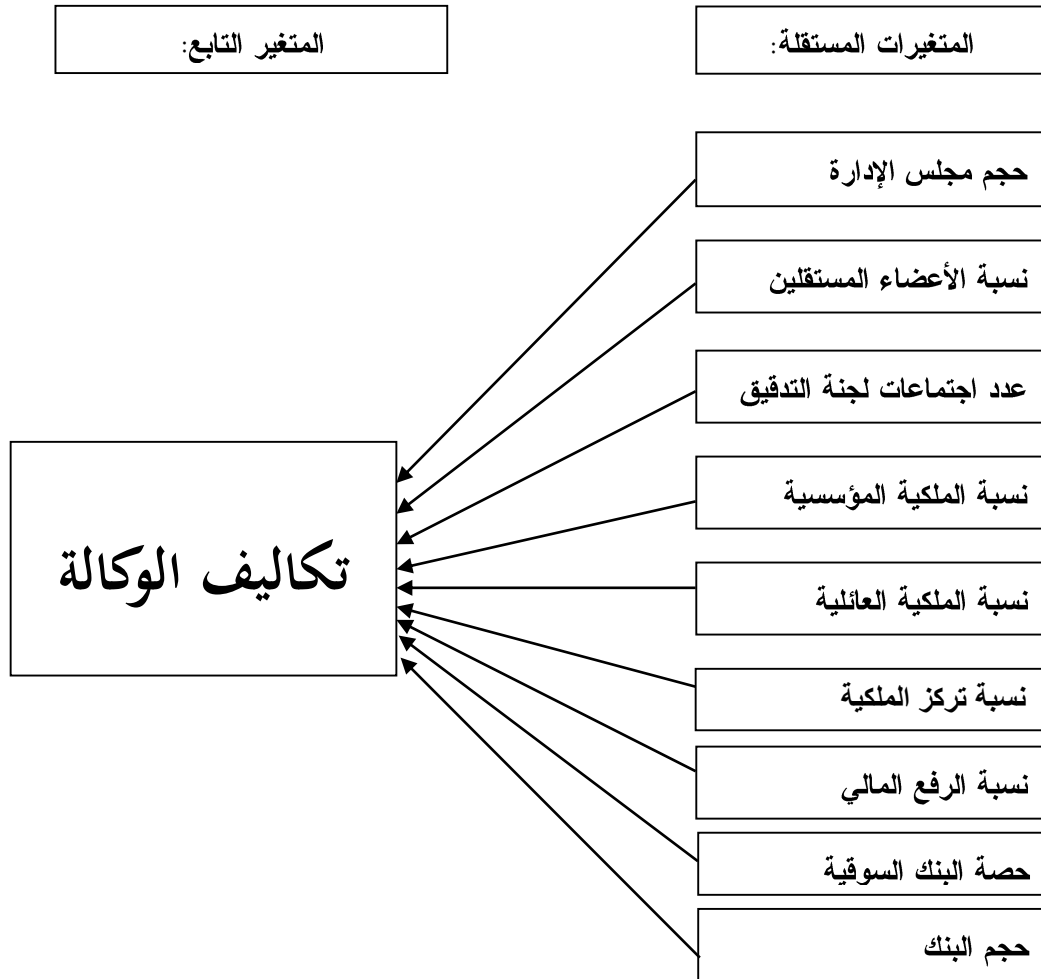 المتغيرات المستقلة:
المتغير التابع:
حجم مجلس الإدارة
نسبة الأعضاء المستقلين
عدد اجتماعات لجنة التدقيق
نسبة الملكية المؤسسية
نسبة الملكية العائلية
نسبة تركز الملكية
نسبة الرفع المالي
حصة البنك السوقية
حجم البنك
تكاليف الوكالة